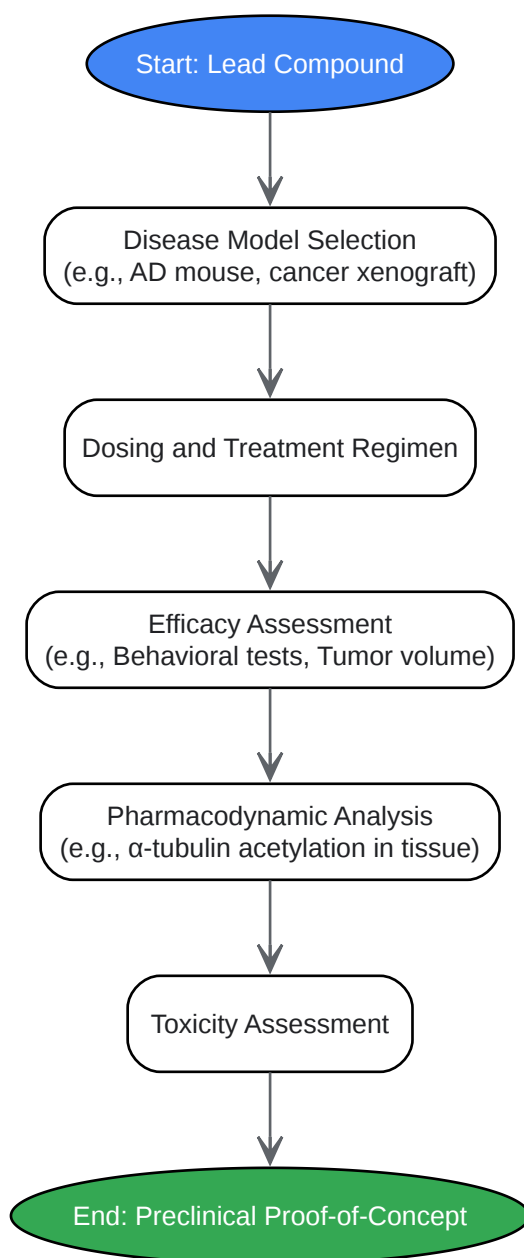 Start: Lead Compound
Disease Model Selection
(e.g., AD mouse, cancer xenograft)
Dosing and Treatment Regimen
Efficacy Assessment
(e.g., Behavioral tests, Tumor volume)
Pharmacodynamic Analysis
(e.g., α-tubulin acetylation in tissue)
Toxicity Assessment
End: Preclinical Proof-of-Concept